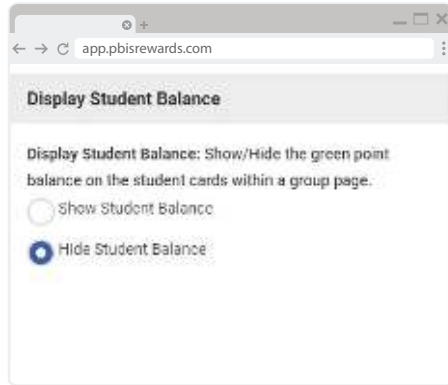 app.pbisrewards.com
Display Student Balance
Display Student Balance: Show/Hide the green point
balance on the student cards within a group page.
Show Student Balance
Hide Student Balance